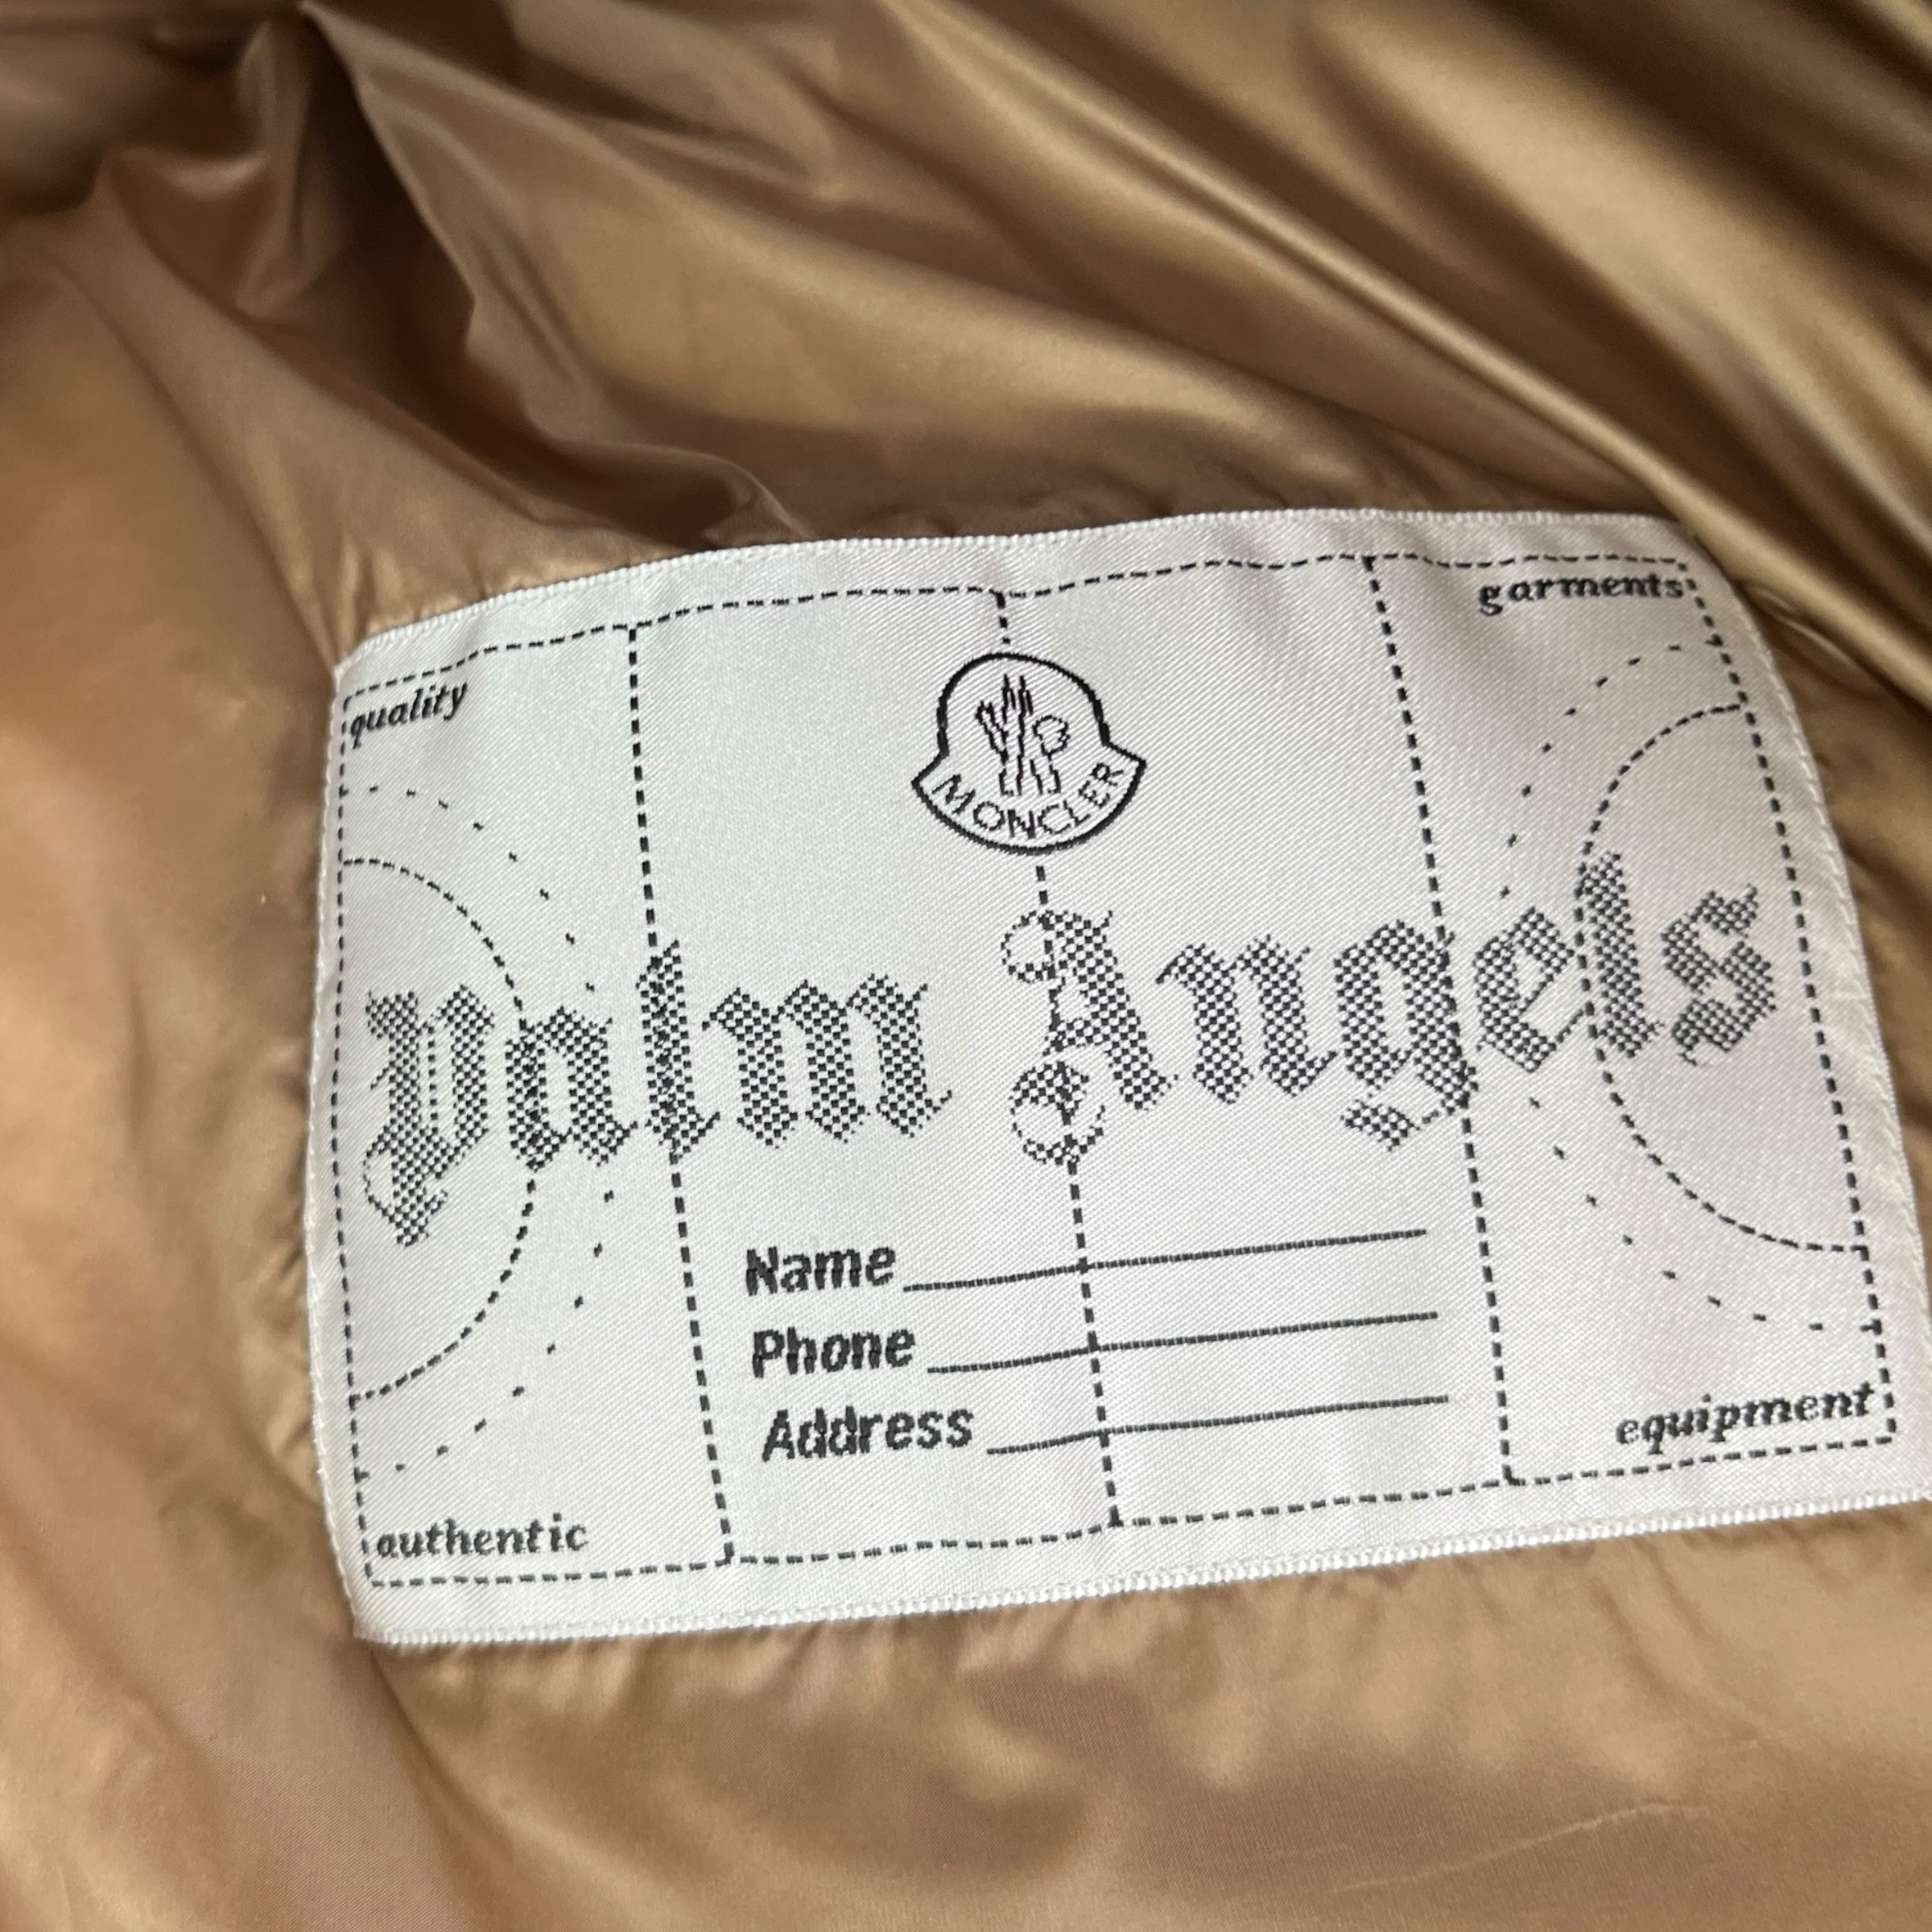 quality
garments
MONCLER
Palm Angels
Name
Phone
Address
authentic
equipment